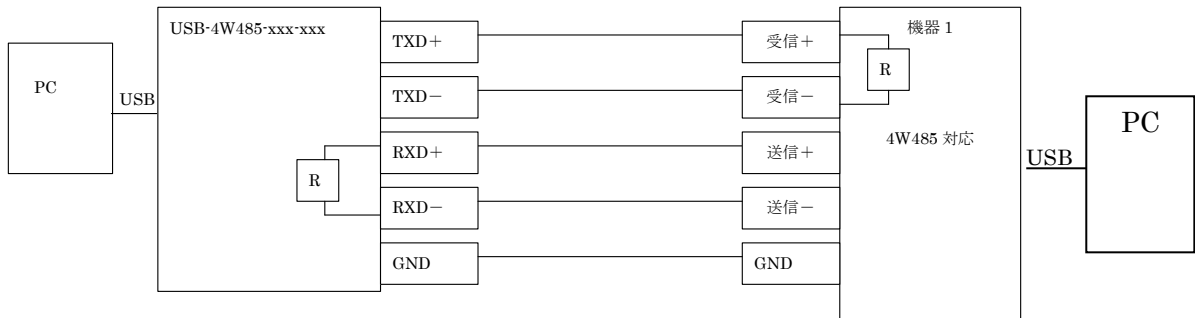 USB-4W485-xxx-xxx
PC
USB
TXD＋
TXD－
RXD＋
RXD－
GND
R
受信＋
受信－
送信＋
送信－
GND
機器 1
R
4W485 対応
USB
PC